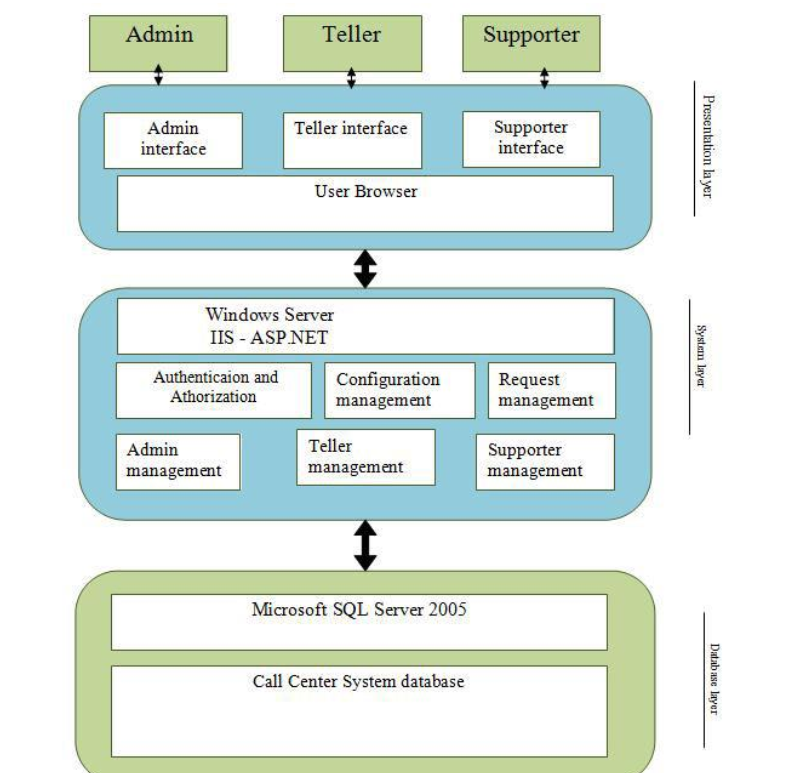 Admin
Teller
Supporter
Admin
interface
Teller interface
Supporter
interface
User Browser
Presentation layer
Windows Server
IIS - ASP.NET
Authenticaion and
Athorization
Configuration
management
Request
management
Admin
management
Teller
management
Supporter
management
System layer
Microsoft SQL Server 2005
Call Center System database
Database layer